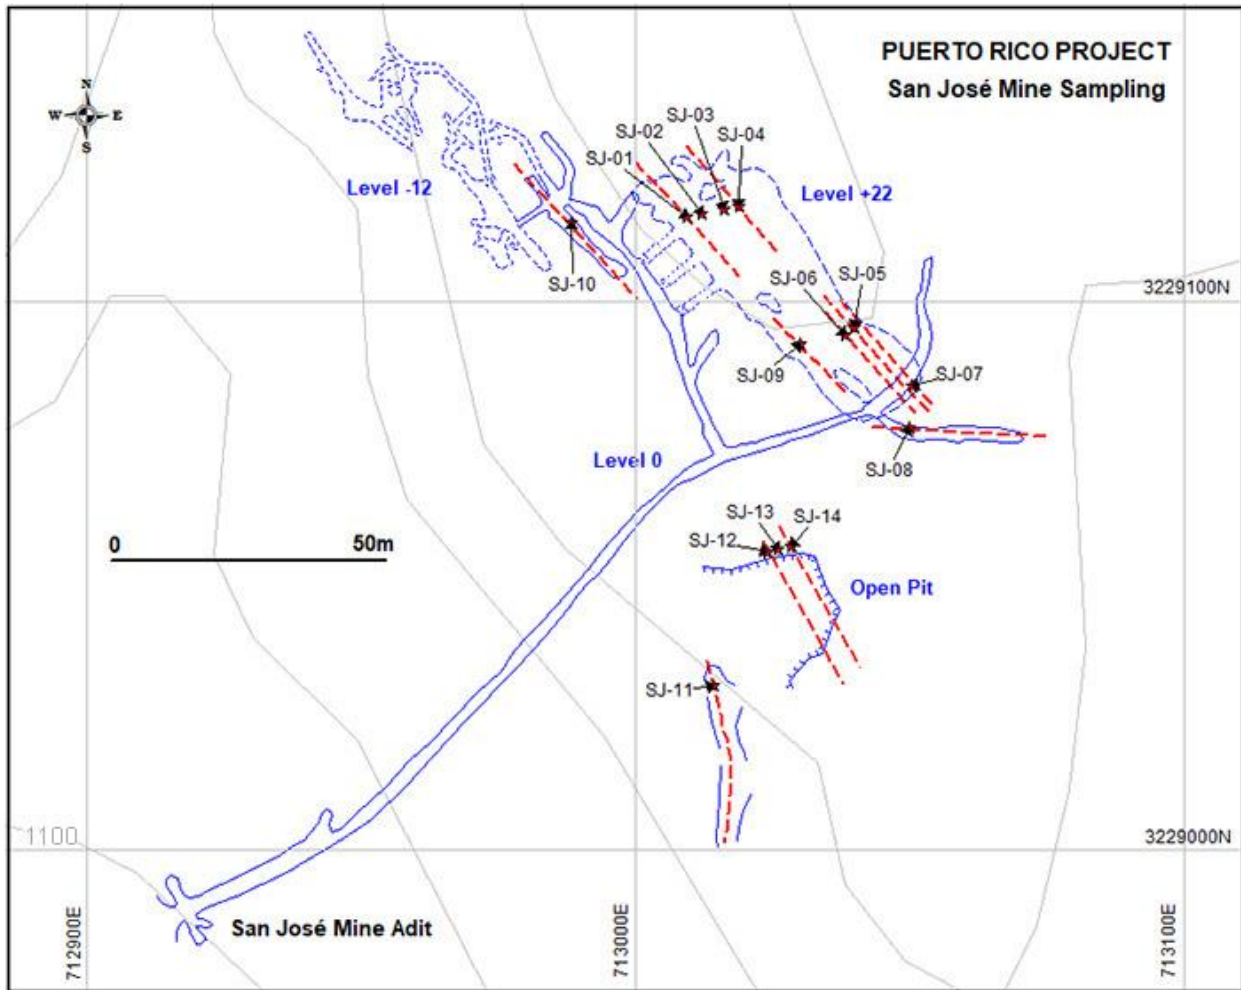 PUERTO RICO PROJECT
San José Mine Sampling
N
W E
S
SJ-03
SJ-02 SJ-04
SJ-01
Level -12
Level +22
SJ-10
SJ-05
SJ-06
3229100N
SJ-09
SJ-07
Level 0
SJ-08
SJ-13
SJ-14
SJ-12
0 50m
Open Pit
SJ-11
1100
3229000N
San José Mine Adit
712900E
713000E
713100E